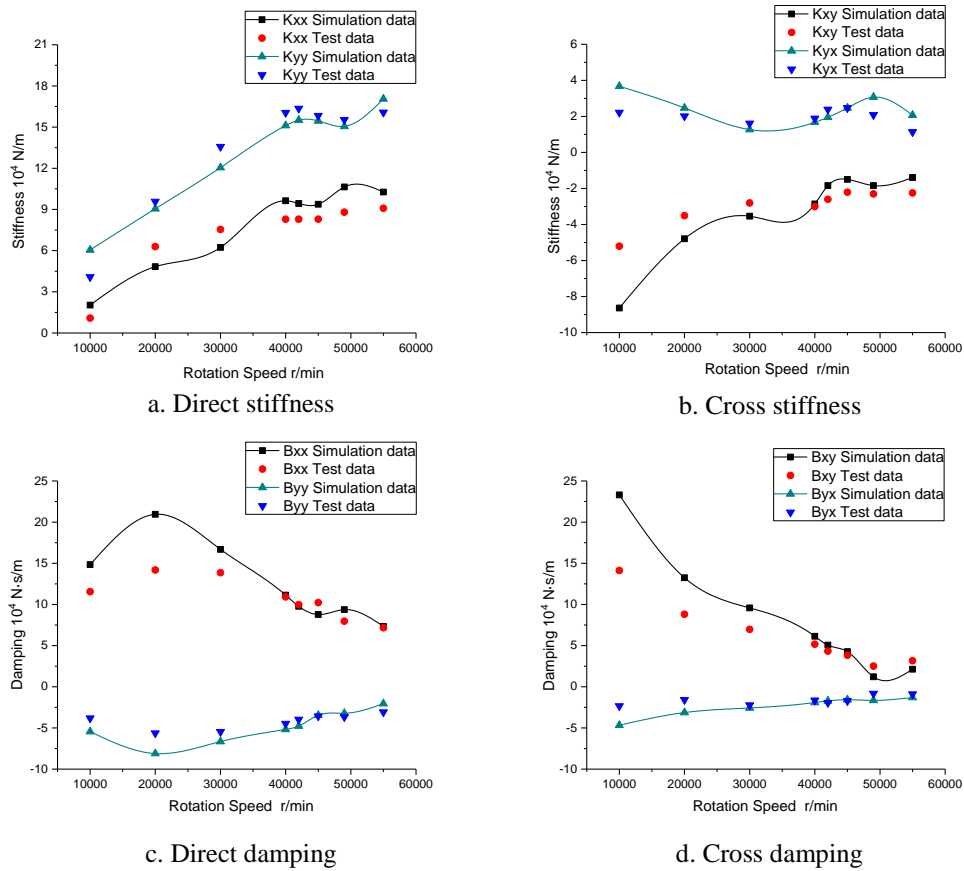 Kxx Simulation data
Kxx Test data
Kyy Simulation data
Kyy Test data
21
18
15
12
9
6
3
0
Stiffness 10⁴ N/m
10000 20000 30000 40000 50000 60000
Rotation Speed r/min
a. Direct stiffness
Kxy Simulation data
Kxy Test data
Kyx Simulation data
Kyx Test data
6
4
2
0
-2
-4
-6
-8
-10
Stiffness 10⁴ N/m
10000 20000 30000 40000 50000 60000
Rotation Speed r/min
b. Cross stiffness
Bxx Simulation data
Bxx Test data
Byy Simulation data
Byy Test data
25
20
15
10
5
0
-5
-10
Damping 10⁴ N·s/m
10000 20000 30000 40000 50000 60000
Rotation Speed r/min
c. Direct damping
Bxy Simulation data
Bxy Test data
Byx Simulation data
Byx Test data
25
20
15
10
5
0
-5
-10
Damping 10⁴ N·s/m
10000 20000 30000 40000 50000 60000
Rotation Speed r/min
d. Cross damping